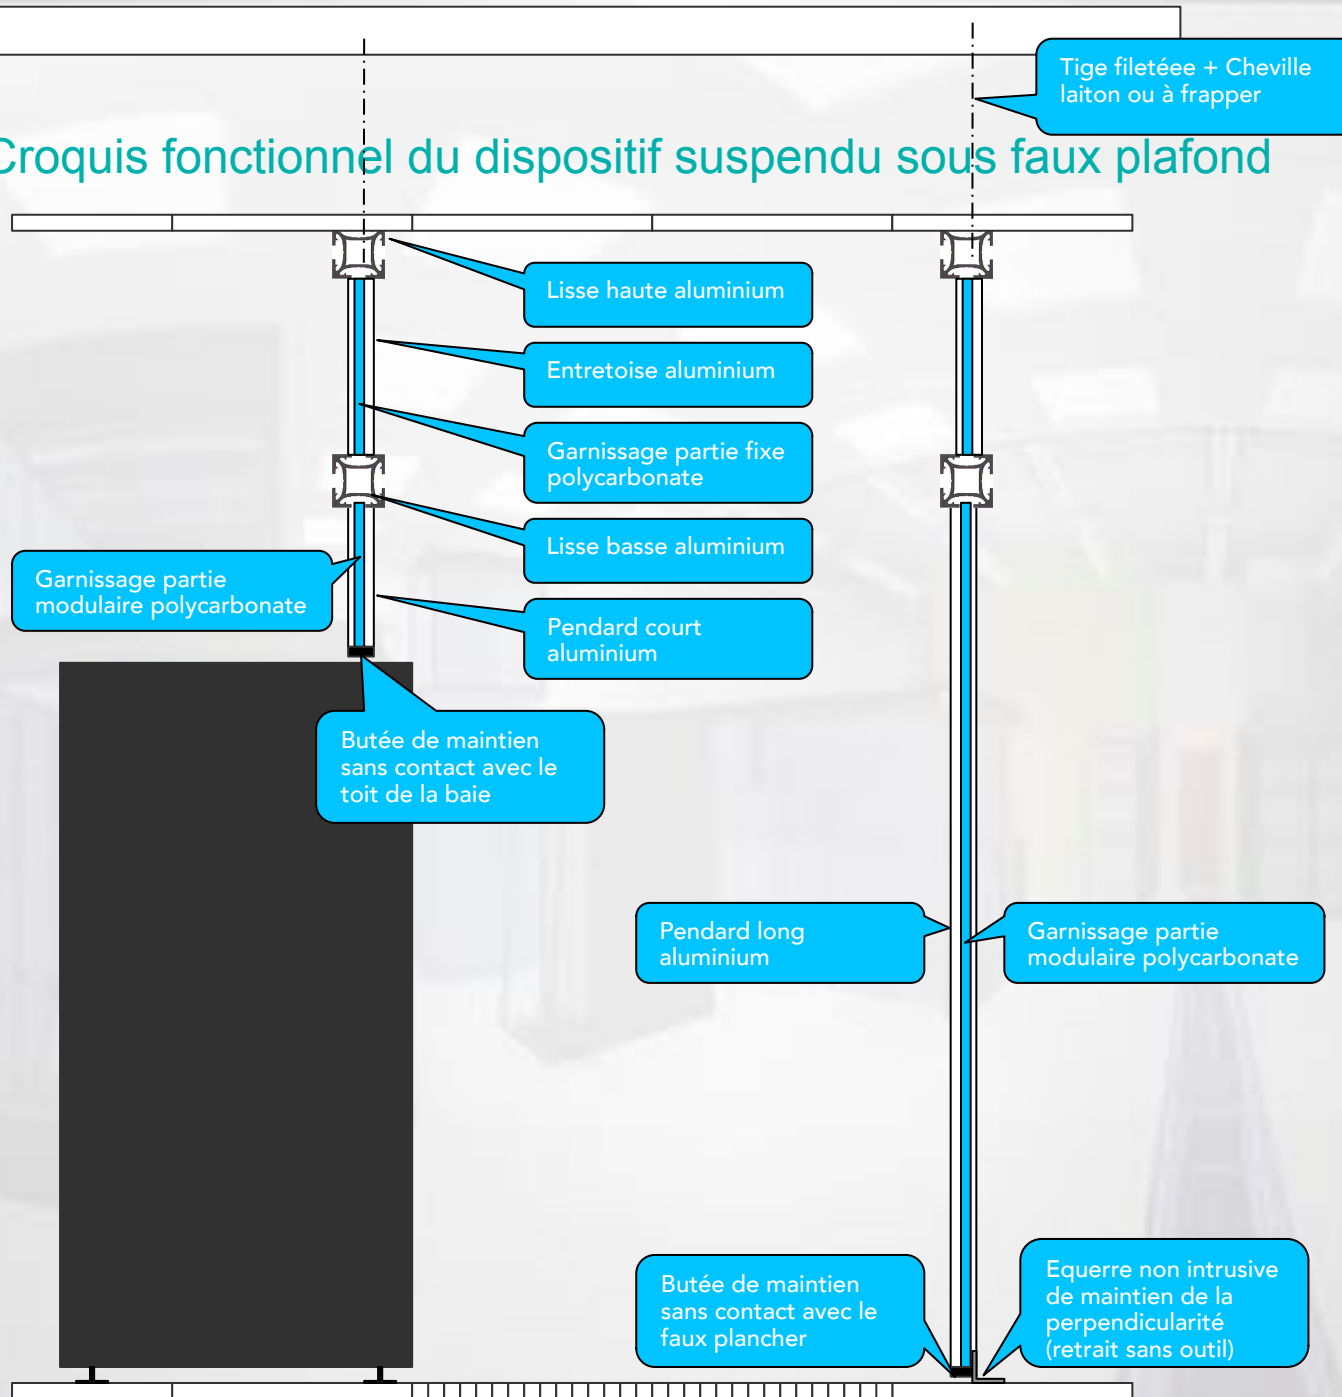 Tige filetéee + Cheville
laiton ou à frapper
Croquis fonctionnel du dispositif suspendu sous faux plafond
Lisse haute aluminium
Entretoise aluminium
Garnissage partie fixe
polycarbonate
Lisse basse aluminium
Garnissage partie
modulaire polycarbonate
Pendard court
aluminium
Butée de maintien
sans contact avec le
toit de la baie
Pendard long
aluminium
Garnissage partie
modulaire polycarbonate
Butée de maintien
sans contact avec le
faux plancher
Equerre non intrusive
de maintien de la
perpendicularité
(retrait sans outil)